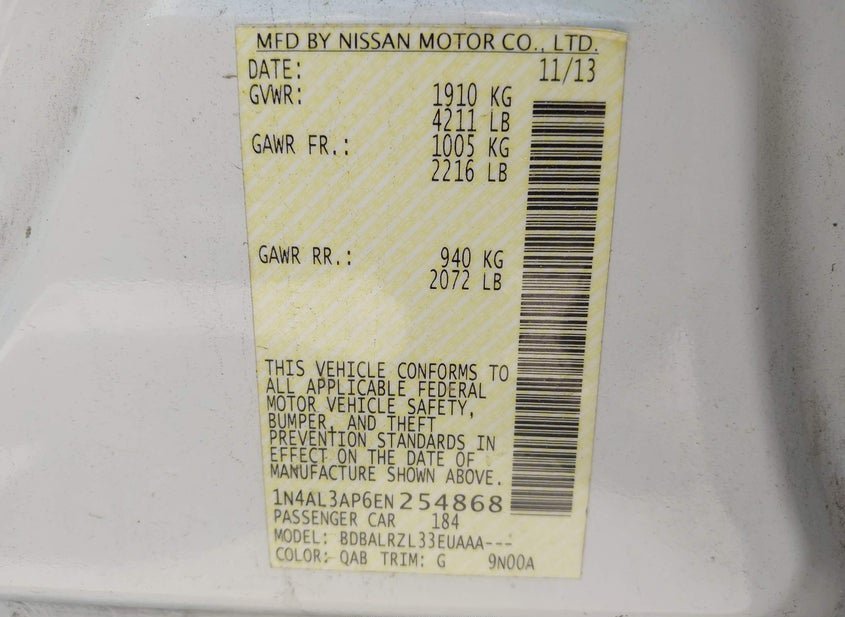 MFD BY NISSAN MOTOR CO., LTD.
DATE: 11/13
GVWR: 1910 KG
4211 LB
GAWR FR.: 1005 KG
2216 LB
GAWR RR.: 940 KG
2072 LB
THIS VEHICLE CONFORMS TO
ALL APPLICABLE FEDERAL
MOTOR VEHICLE SAFETY,
BUMPER, AND THEFT
PREVENTION STANDARDS IN
EFFECT ON THE DATE OF
MANUFACTURE SHOWN ABOVE.
1N4AL3AP6EN254868
PASSENGER CAR 184
MODEL: BDBALRZL33EUAAA---
COLOR: QAB TRIM: G 9N00A